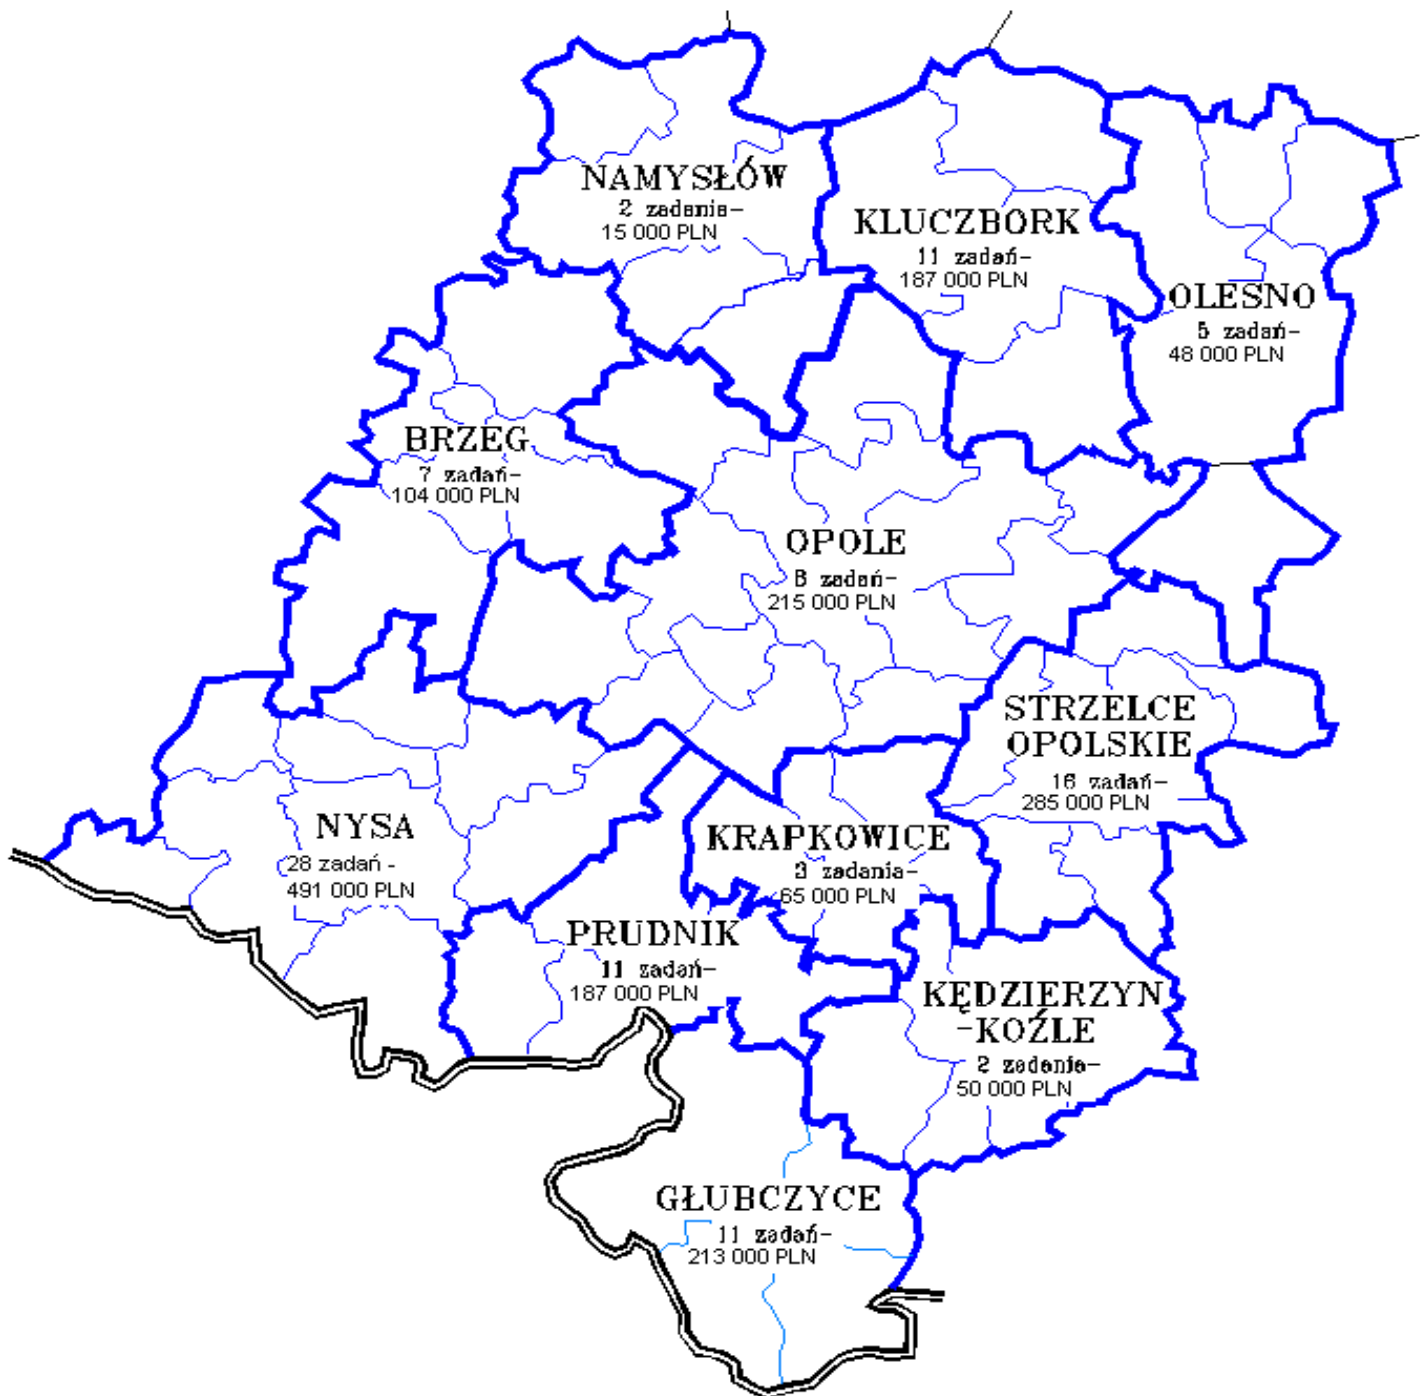 NAMYSŁÓW
2 zadania-
15 000 PLN
KLUCZBORK
11 zadań-
187 000 PLN
OLESNO
5 zadań-
48 000 PLN
BRZEG
7 zadań-
104 000 PLN
OPOLE
8 zadań-
215 000 PLN
STRZELCE
OPOLSKIE
16 zadań-
285 000 PLN
NYSA
28 zadań -
491 000 PLN
KRAPKOWICE
3 zadania-
65 000 PLN
PRUDNIK
11 zadań-
187 000 PLN
KĘDZIERZYN
-KOŹLE
2 zadania-
50 000 PLN
GŁUBCZYCE
11 zadań-
213 000 PLN